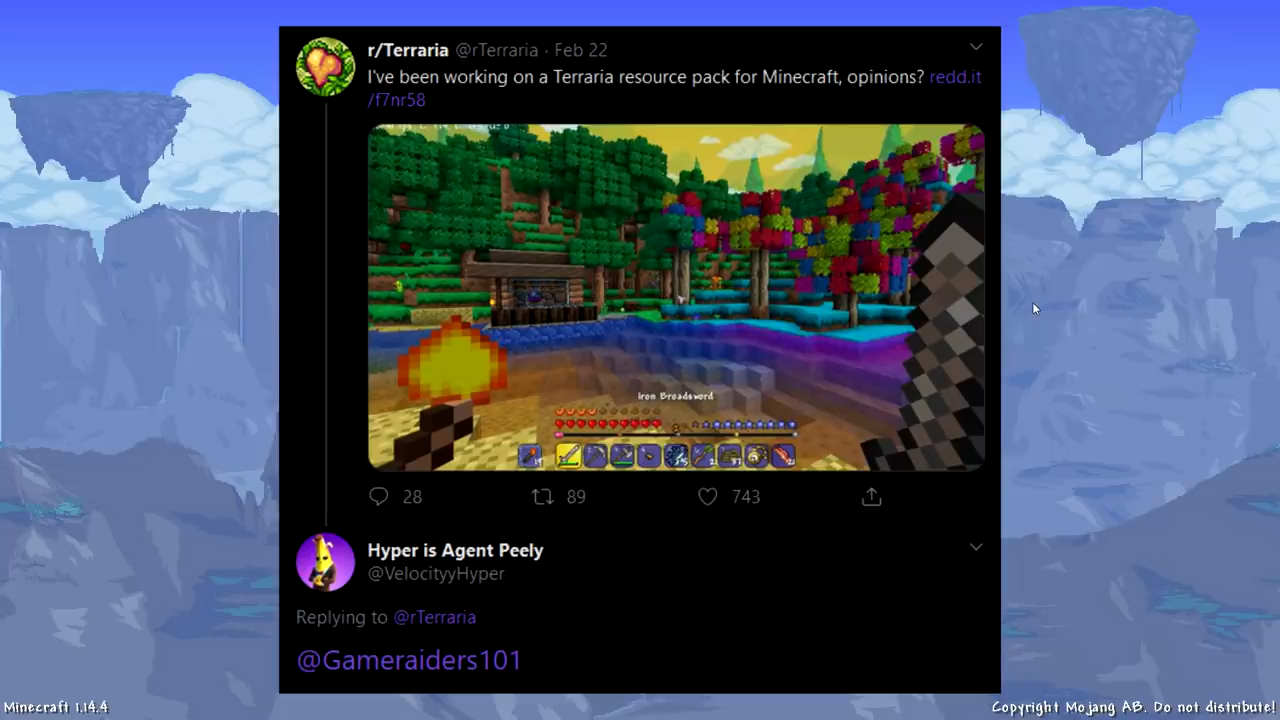 r/Terraria @rTerraria · Feb 22
I've been working on a Terraria resource pack for Minecraft, opinions? redd.it
/f7nr58
Iron Broadsword
28 89 743
Hyper is Agent Peely
@VelocityyHyper
Replying to @rTerraria
@Gameraiders101
Minecraft 1.14.4
Copyright Mojang AB. Do not distribute!